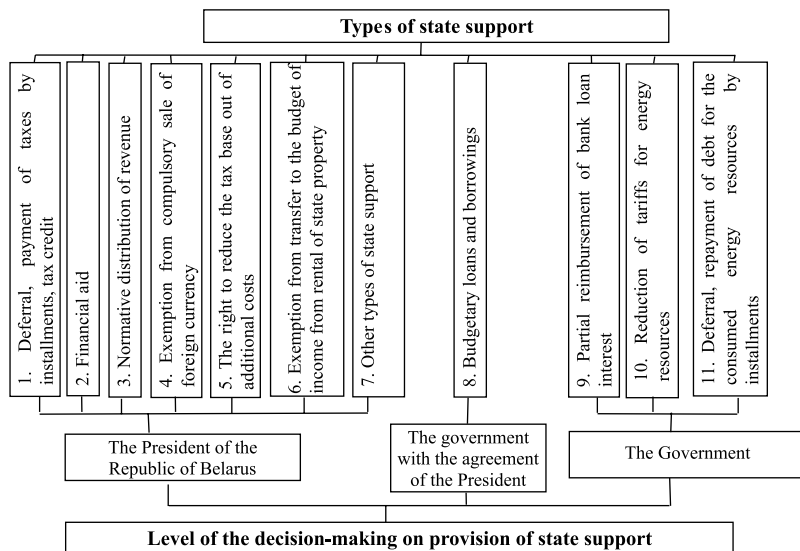 Types of state support
1. Deferral, payment of taxes by
installments, tax credit
2. Financial aid
3. Normative distribution of revenue
4. Exemption from compulsory sale of
foreign currency
5. The right to reduce the tax base out of
additional costs
6. Exemption from transfer to the budget of
income from rental of state property
7. Other types of state support
8. Budgetary loans and borrowings
9. Partial reimbursement of bank loan
interest
10. Reduction of tariffs for energy
resources
11. Deferral, repayment of debt for the
consumed energy resources by
installments
The President of the
Republic of Belarus
The government
with the agreement
of the President
The Government
Level of the decision-making on provision of state support